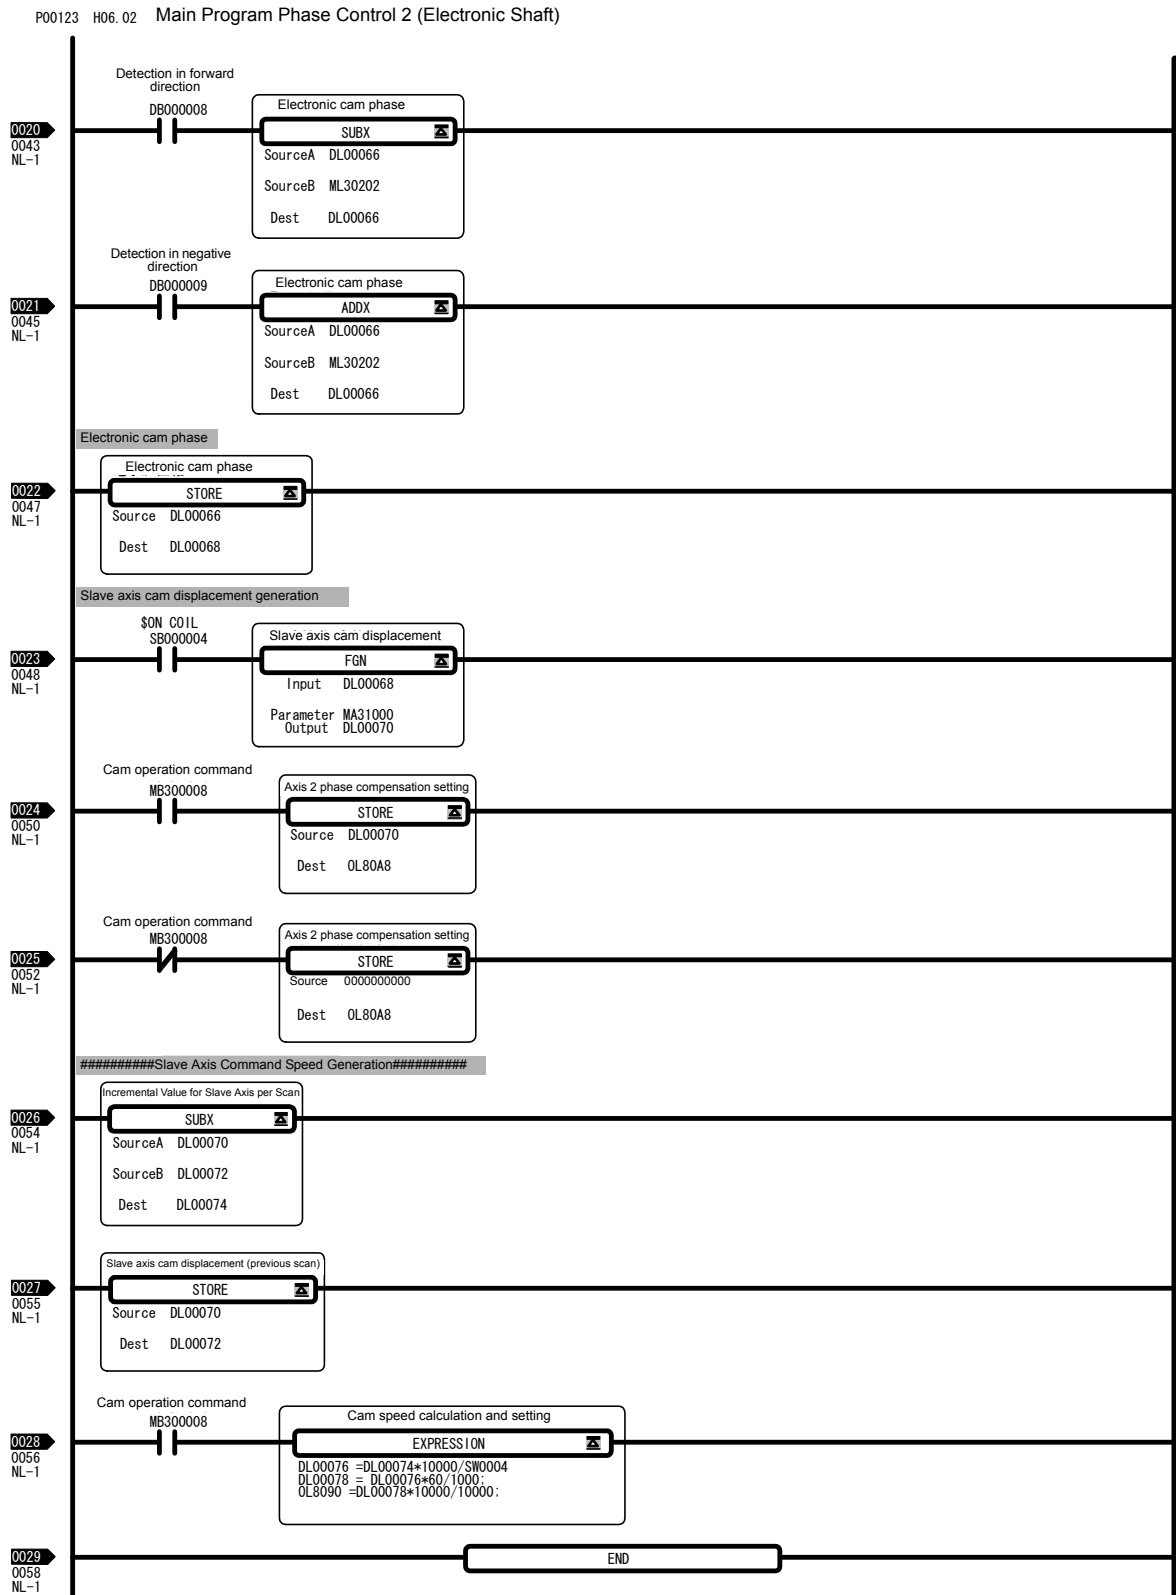 P00123 H06.02 Main Program Phase Control 2 (Electronic Shaft)
Detection in forward
direction
DB000008
Electronic cam phase
0020
0043
NL-1
SUBX
SourceA DL00066
SourceB ML30202
Dest DL00066
Detection in negative
direction
DB000009
Electronic cam phase
0021
0045
NL-1
ADDX
SourceA DL00066
SourceB ML30202
Dest DL00066
Electronic cam phase
Electronic cam phase
0022
0047
NL-1
STORE
Source DL00066
Dest DL00068
Slave axis cam displacement generation
$ON COIL
SB000004
Slave axis cam displacement
0023
0048
NL-1
FGN
Input DL00068
Parameter MA31000
Output DL00070
Cam operation command
MB300008
Axis 2 phase compensation setting
0024
0050
NL-1
STORE
Source DL00070
Dest OL80A8
Cam operation command
MB300008
Axis 2 phase compensation setting
0025
0052
NL-1
STORE
Source 0000000000
Dest OL80A8
##########Slave Axis Command Speed Generation##########
Incremental Value for Slave Axis per Scan
0026
0054
NL-1
SUBX
SourceA DL00070
SourceB DL00072
Dest DL00074
Slave axis cam displacement (previous scan)
0027
0055
NL-1
STORE
Source DL00070
Dest DL00072
Cam operation command
MB300008
Cam speed calculation and setting
0028
0056
NL-1
EXPRESSION
DL00076 =DL00074*10000/SW0004
DL00078 = DL00076*60/1000;
OL8090 =DL00078*10000/10000;
0029
0058
NL-1
END